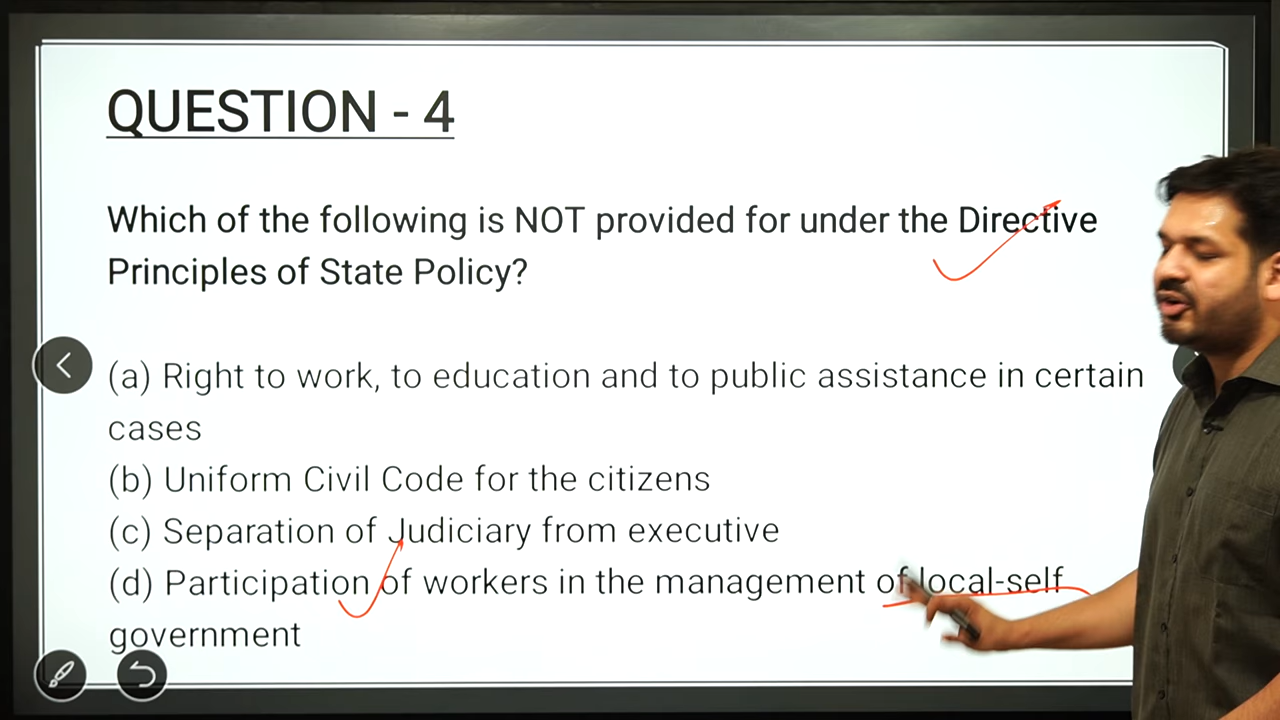 QUESTION - 4
Which of the following is NOT provided for under the Directive
Principles of State Policy?
(a) Right to work, to education and to public assistance in certain
cases
(b) Uniform Civil Code for the citizens
(c) Separation of Judiciary from executive
(d) Participation of workers in the management of local-self
government